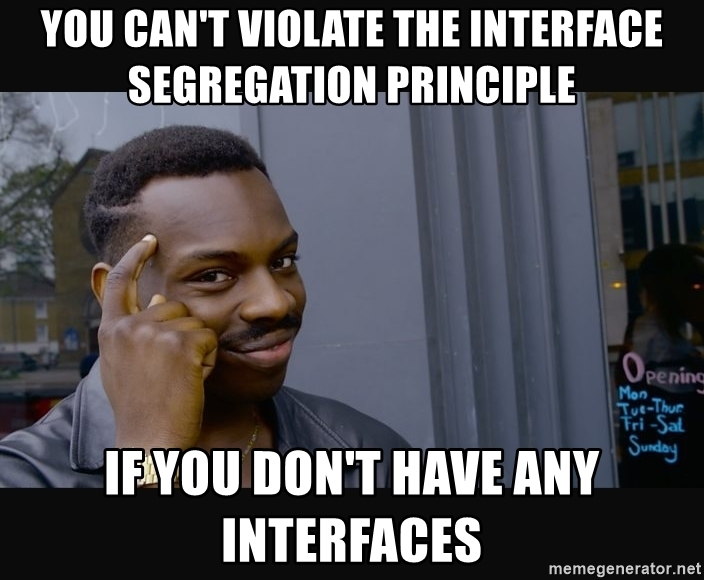 YOU CAN'T VIOLATE THE INTERFACE
SEGREGATION PRINCIPLE
Opening
Mon
Tue-Thur
Fri-Sat
Sunday
IF YOU DON'T HAVE ANY
INTERFACES
memegenerator.net